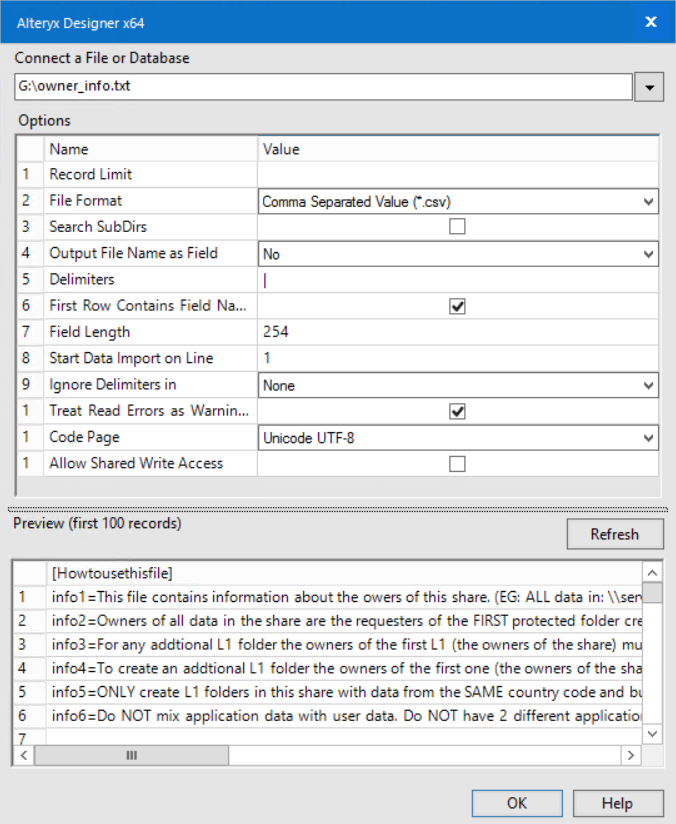 Alteryx Designer x64
Connect a File or Database
G:\owner_info.txt
Options
Name Value
1 Record Limit
2 File Format Comma Separated Value (*.csv)
3 Search SubDirs
4 Output File Name as Field No
5 Delimiters |
6 First Row Contains Field Na...
7 Field Length 254
8 Start Data Import on Line 1
9 Ignore Delimiters in None
1 Treat Read Errors as Warnin...
1 Code Page Unicode UTF-8
1 Allow Shared Write Access
Preview (first 100 records)
Refresh
[Howtousethisfile]
1 info1=This file contains information about the owers of this share. (EG: ALL data in: \\ser
2 info2=Owners of all data in the share are the requesters of the FIRST protected folder cre
3 info3=For any addtional L1 folder the owners of the first L1 (the owners of the share) mu
4 info4=To create an addtional L1 folder the owners of the first one (the owners of the sha
5 info5=ONLY create L1 folders in this share with data from the SAME country code and bu
6 info6=Do NOT mix application data with user data. Do NOT have 2 different applicatio
7
OK Help